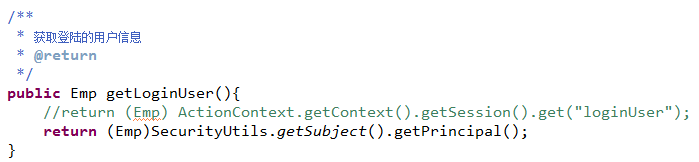 /**
 * 获取登陆的用户信息
 * @return
 */
public Emp getLoginUser(){
    //return (Emp) ActionContext.getContext().getSession().get("loginUser");
    return (Emp)SecurityUtils.getSubject().getPrincipal();
}